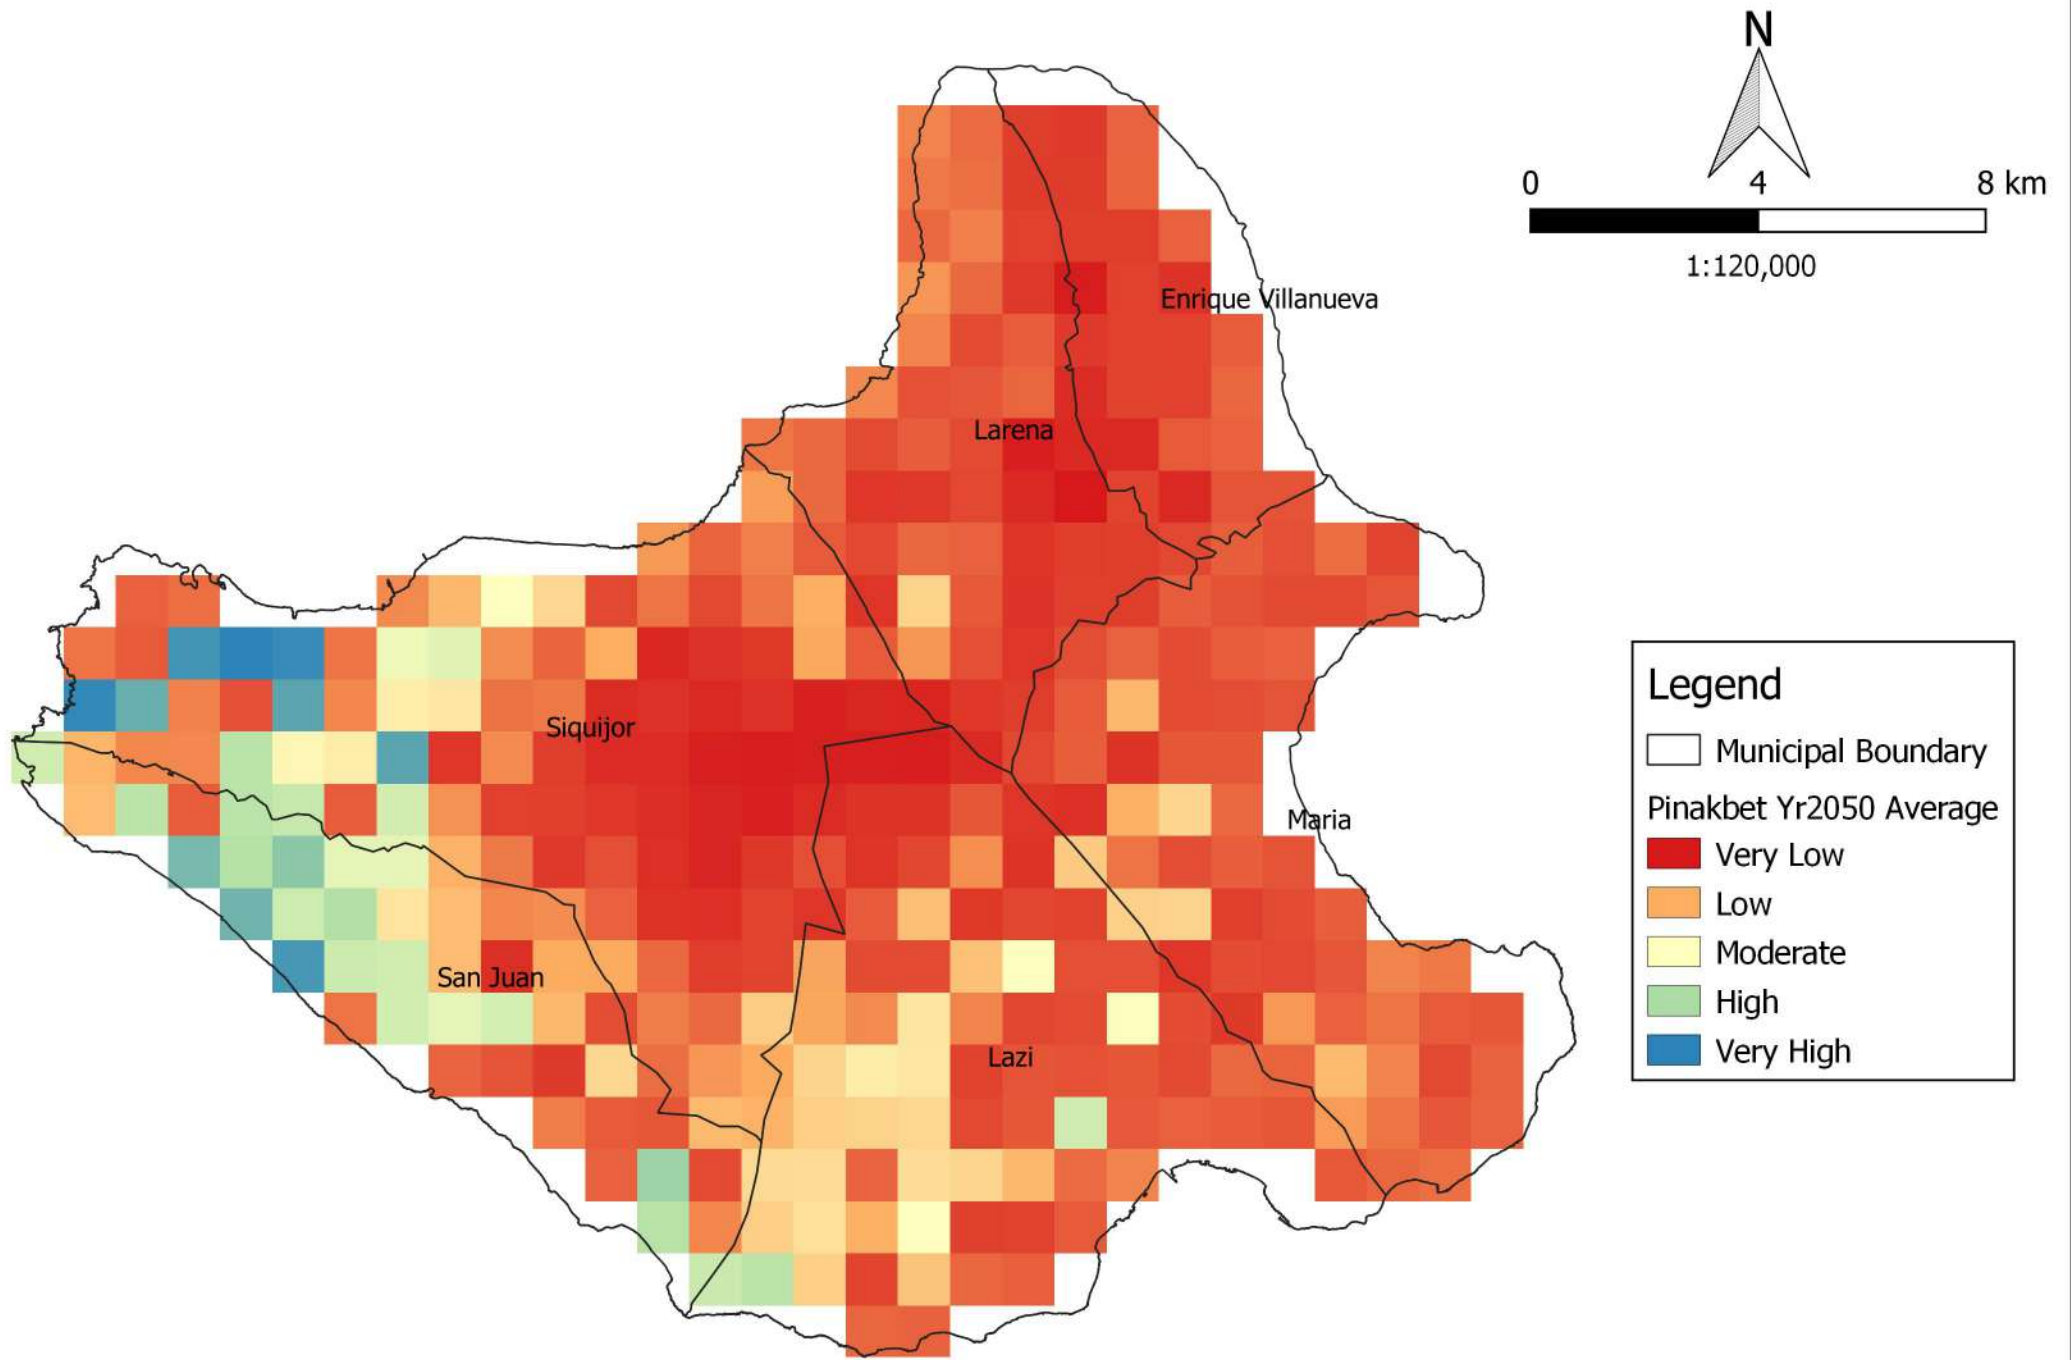 N
0 4 8 km
1:120,000
Enrique Villanueva
Larena
Siquijor
Maria
San Juan
Lazi
Legend
Municipal Boundary
Pinakbet Yr2050 Average
Very Low
Low
Moderate
High
Very High